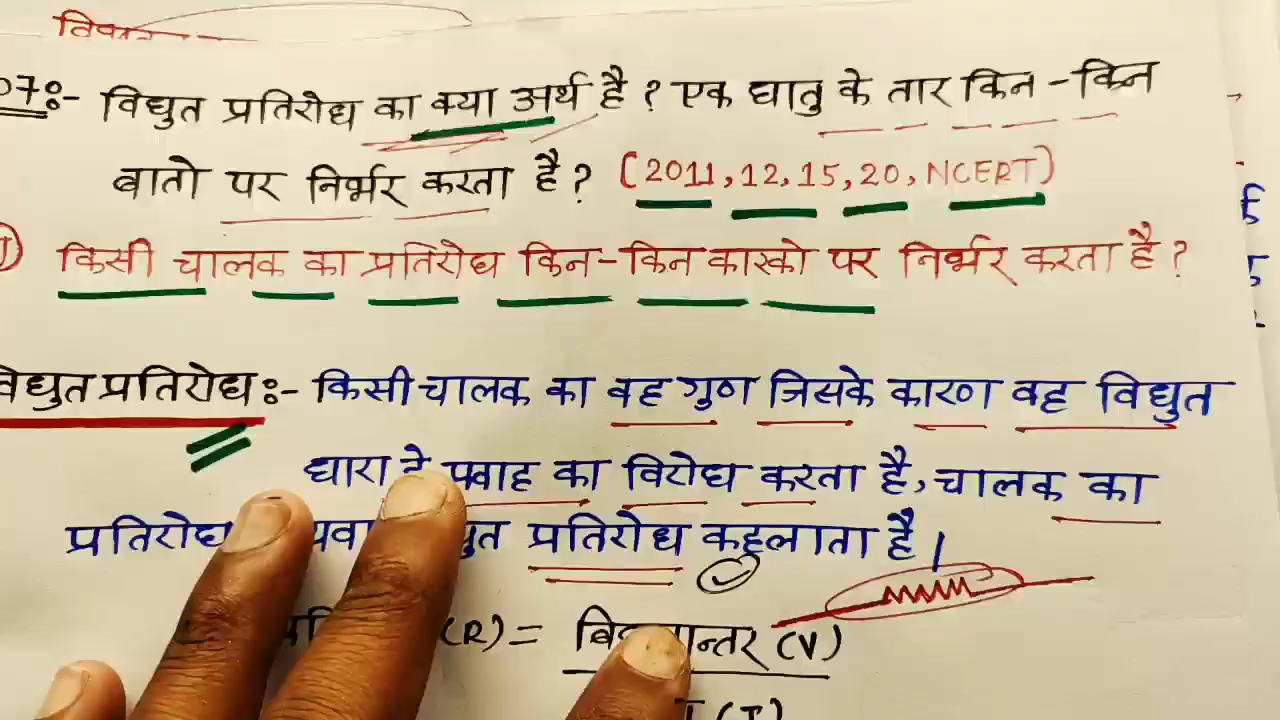 07:- विद्युत प्रतिरोध का क्या अर्थ है ? एक धातु के तार किन-किन
बातो पर निर्भर करता है ? (2011, 12, 15, 20, NCERT)
किसी चालक का प्रतिरोध किन-किन कारको पर निर्भर करता है ?
विद्युत प्रतिरोध :- किसी चालक का वह गुण जिसके कारण वह विद्युत
धारा के प्रवाह का विरोध करता है, चालक का
प्रतिरोध कहलाता है।
(R) = (V)